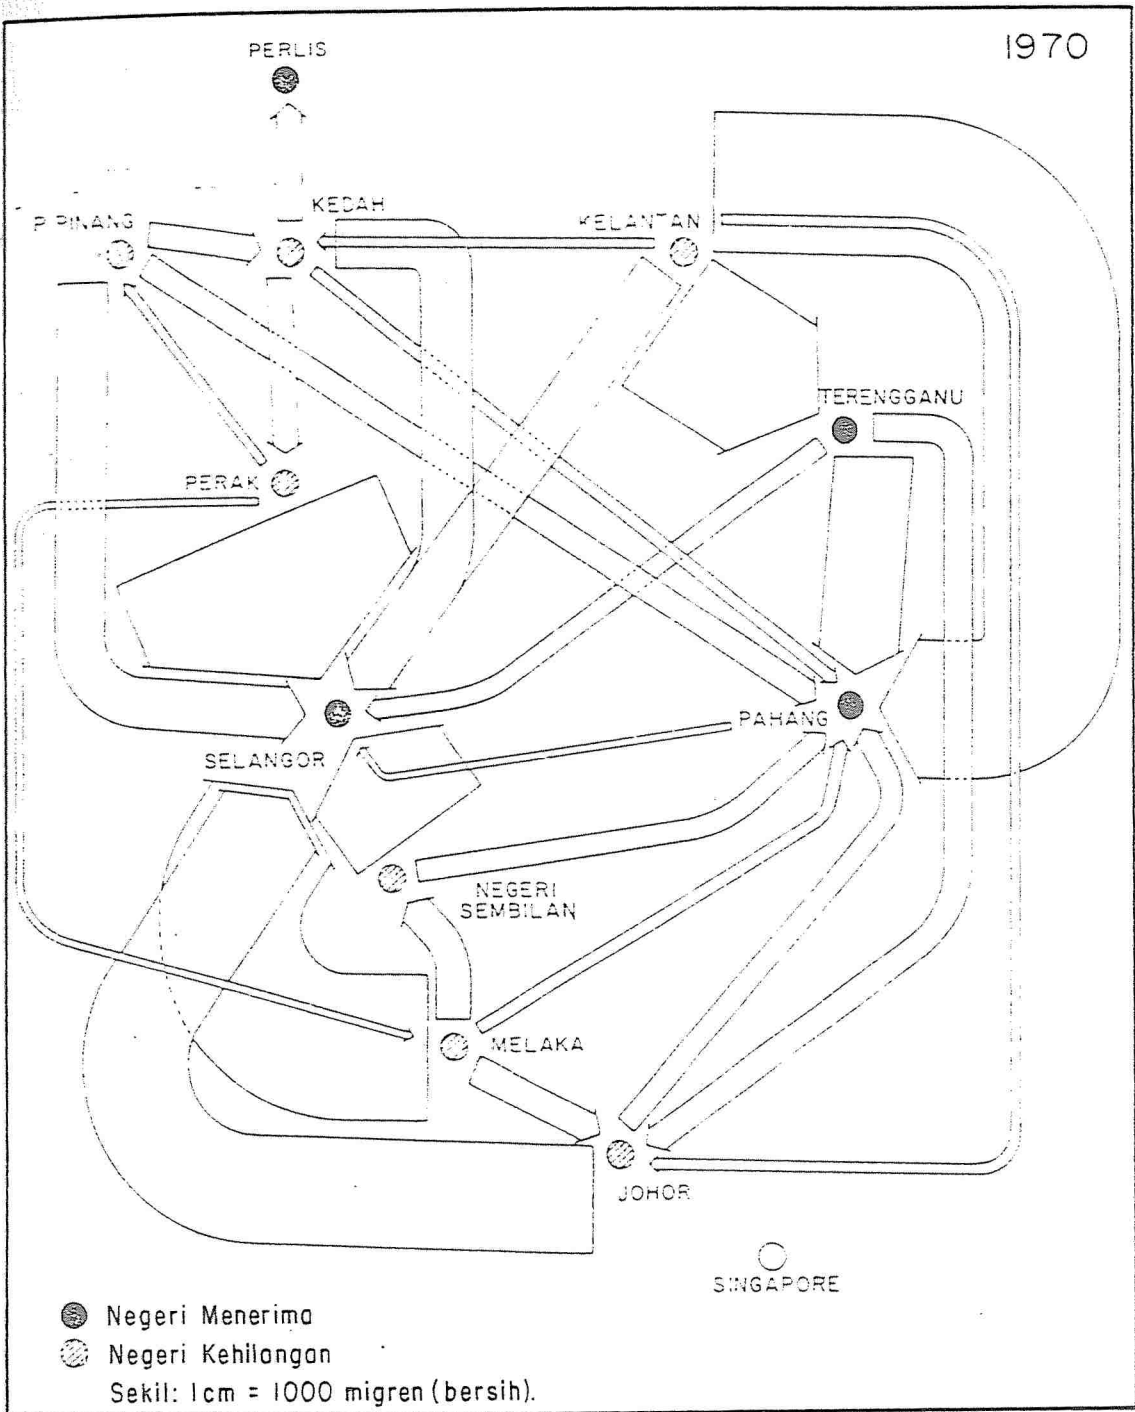 1970
PERLIS
P. PINANG
KEDAH
KELANTAN
TERENGGANU
PERAK
PAHANG
SELANGOR
NEGERI
SEMBILAN
MELAKA
JOHOR
SINGAPORE
Negeri Menerima
Negeri Kehilangan
Sekil: 1cm = 1000 migren (bersih).